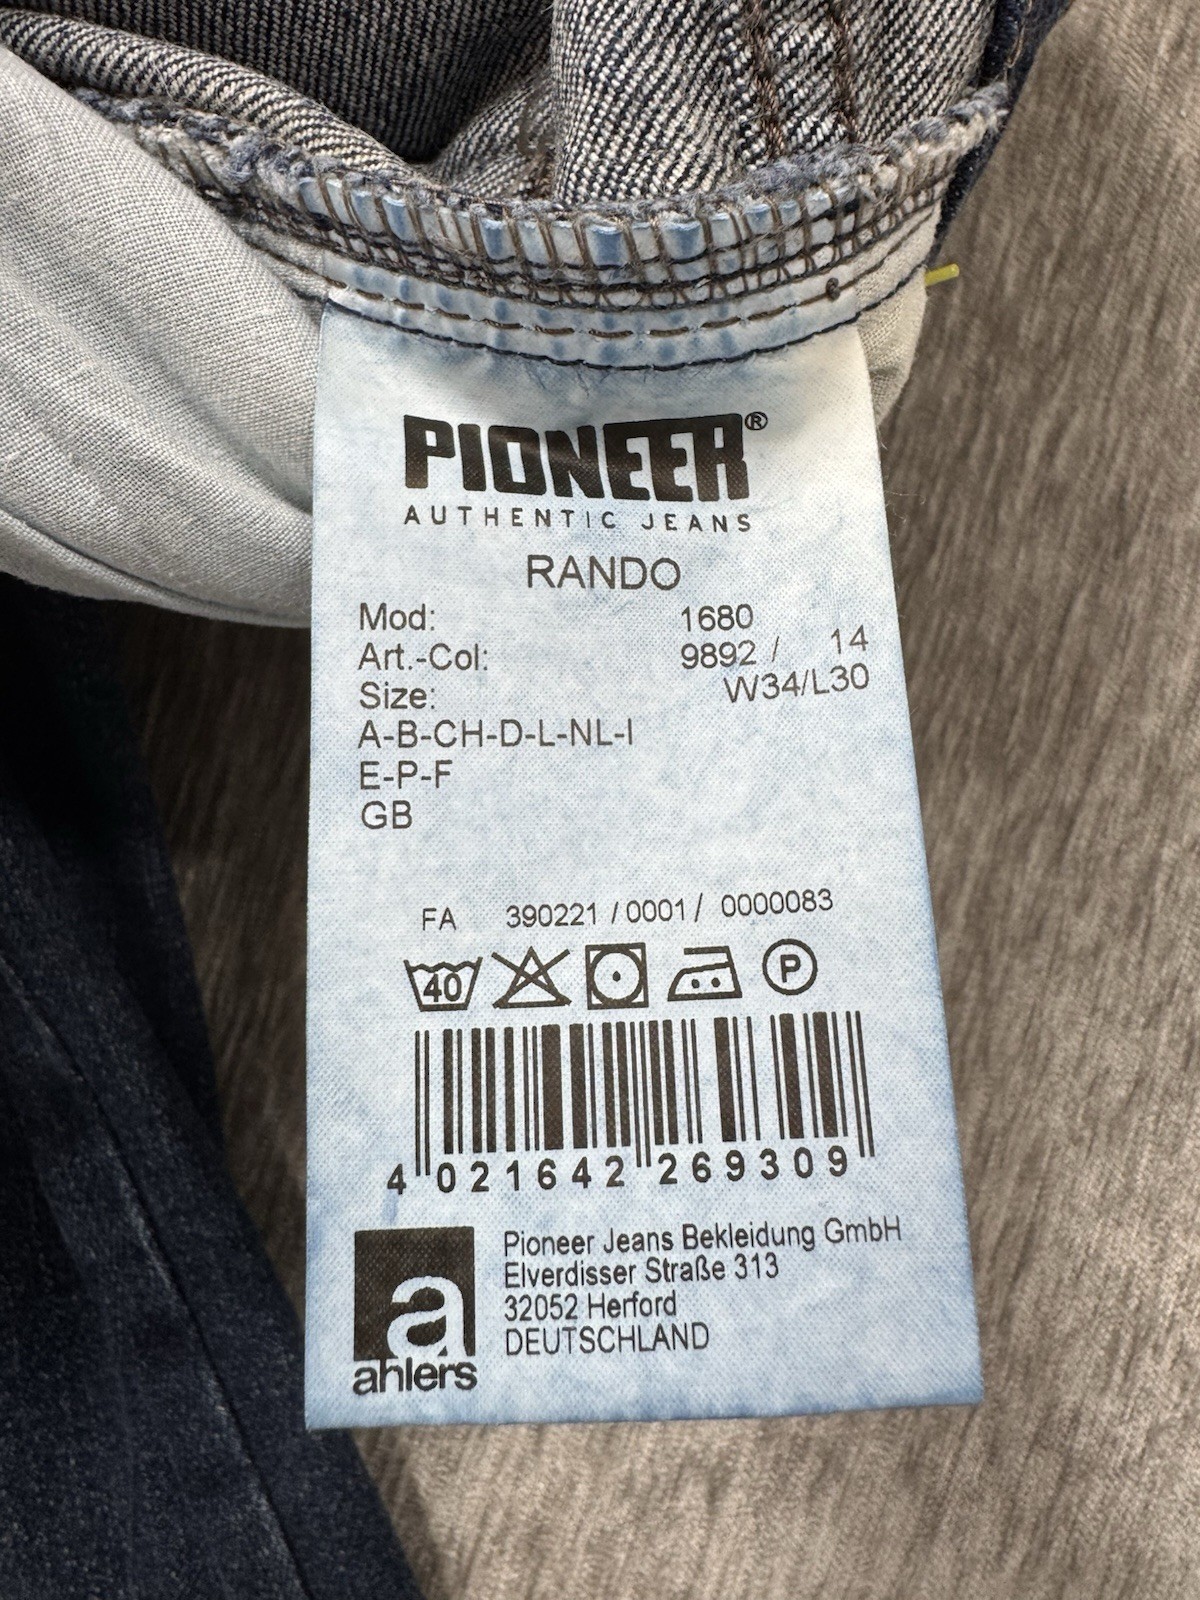 PIONEER®
AUTHENTIC JEANS
RANDO
Mod: 1680
Art.-Col: 9892 / 14
Size: W34/L30
A-B-CH-D-L-NL-I
E-P-F
GB
FA 390221 / 0001 / 0000083
40 P
4 021642 269309
a
ahlers
Pioneer Jeans Bekleidung GmbH
Elverdisser Straße 313
32052 Herford
DEUTSCHLAND